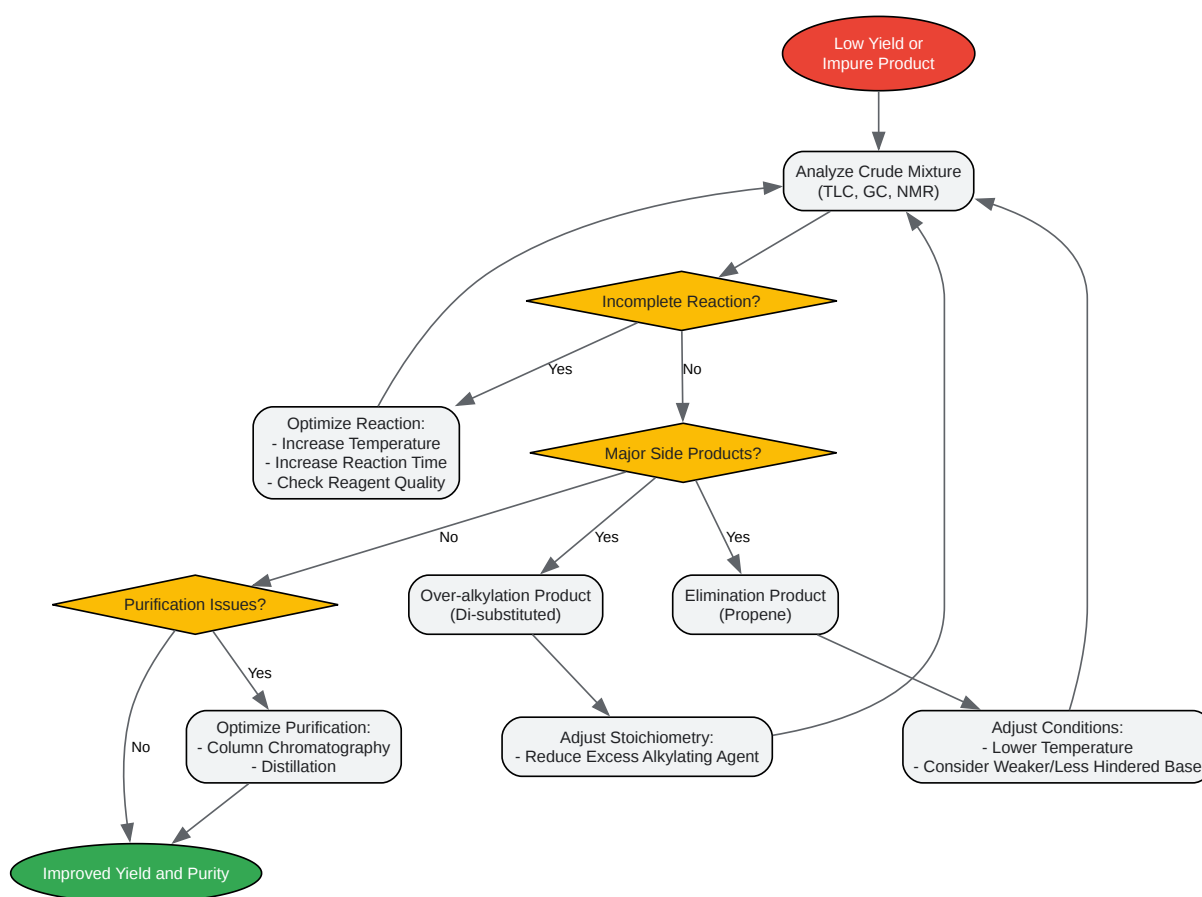 Low Yield or
Impure Product
Analyze Crude Mixture
(TLC, GC, NMR)
Incomplete Reaction?
Yes
No
Optimize Reaction:
- Increase Temperature
- Increase Reaction Time
- Check Reagent Quality
Major Side Products?
No
Yes
Yes
Purification Issues?
Over-alkylation Product
(Di-substituted)
Elimination Product
(Propene)
Yes
No
Optimize Purification:
- Column Chromatography
- Distillation
Adjust Stoichiometry:
- Reduce Excess Alkylating Agent
Adjust Conditions:
- Lower Temperature
- Consider Weaker/Less Hindered Base
Improved Yield and Purity